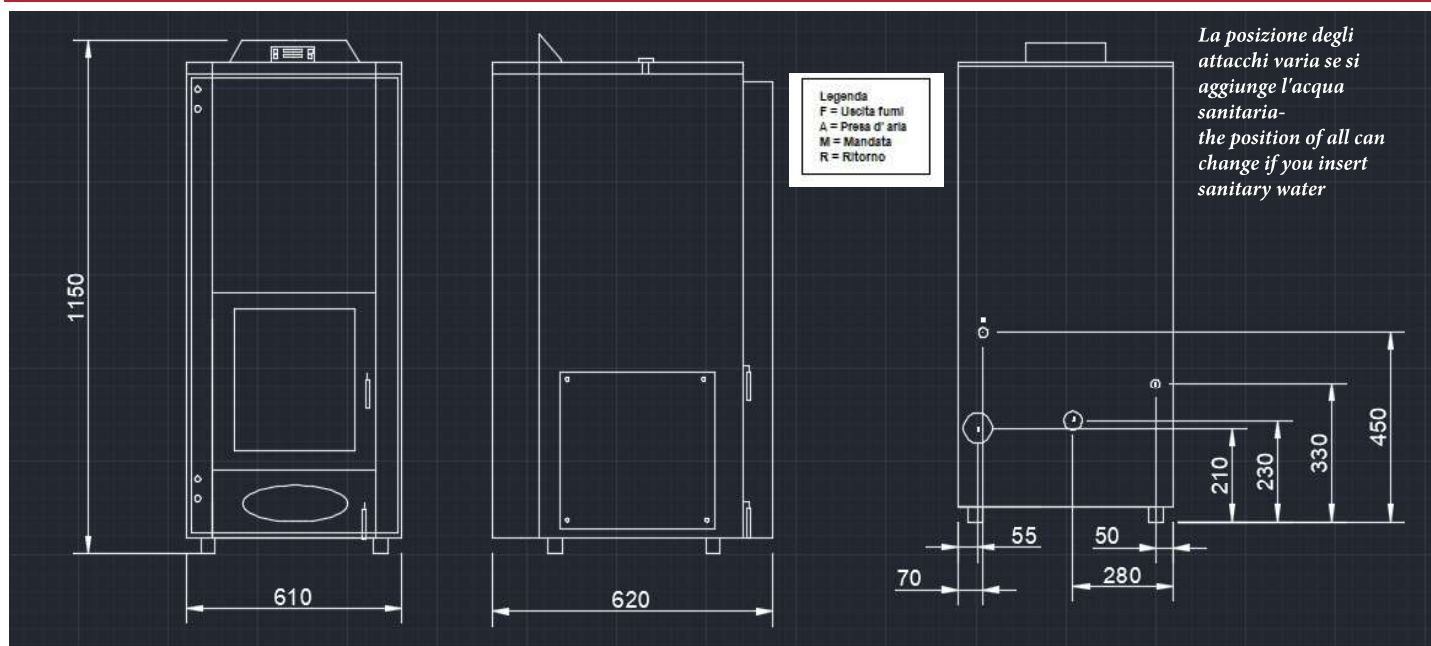 La posizione degli
attacchi varia se si
aggiunge l'acqua
sanitaria-
the position of all can
change if you insert
sanitary water
Legenda
F = Uscita fumi
A = Presa d' aria
M = Mandata
R = Ritorno
1150
610
620
450
330
230
210
55
50
70
280